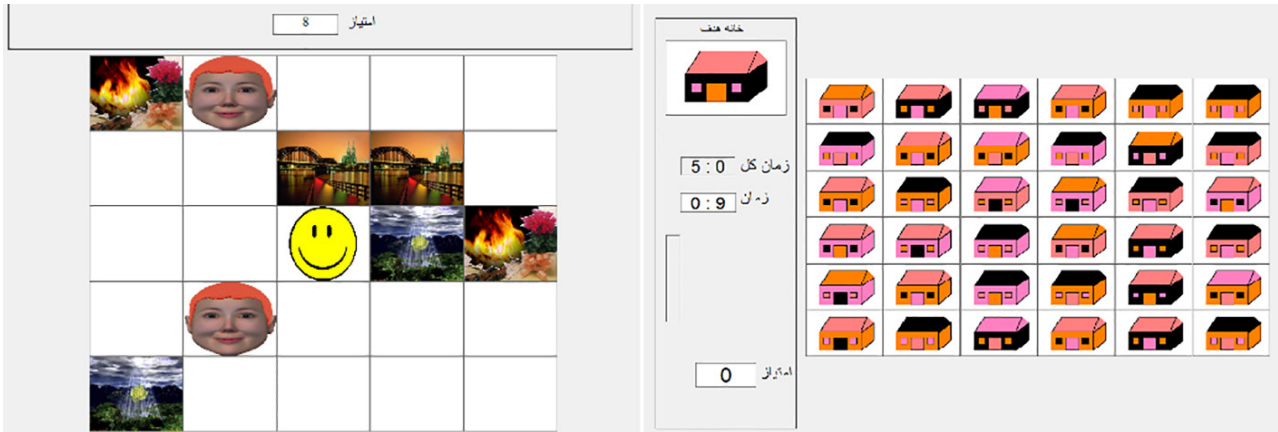 امتیاز 8
خانه هدف
زمان کل 5 : 0
زمان 0 : 9
امتیاز 0